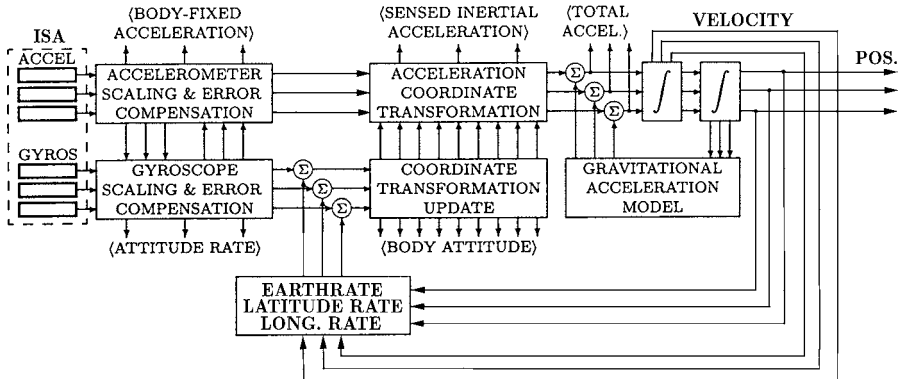 ⟨BODY-FIXED
ACCELERATION⟩
⟨SENSED INERTIAL
ACCELERATION⟩
⟨TOTAL
ACCEL.⟩
VELOCITY
ISA
ACCEL
POS.
ACCELEROMETER
SCALING & ERROR
COMPENSATION
ACCELERATION
COORDINATE
TRANSFORMATION
Σ
Σ
Σ
∫
∫
GYROS
GYROSCOPE
SCALING & ERROR
COMPENSATION
Σ
Σ
Σ
COORDINATE
TRANSFORMATION
UPDATE
GRAVITATIONAL
ACCELERATION
MODEL
⟨ATTITUDE RATE⟩
⟨BODY ATTITUDE⟩
EARTHRATE
LATITUDE RATE
LONG. RATE